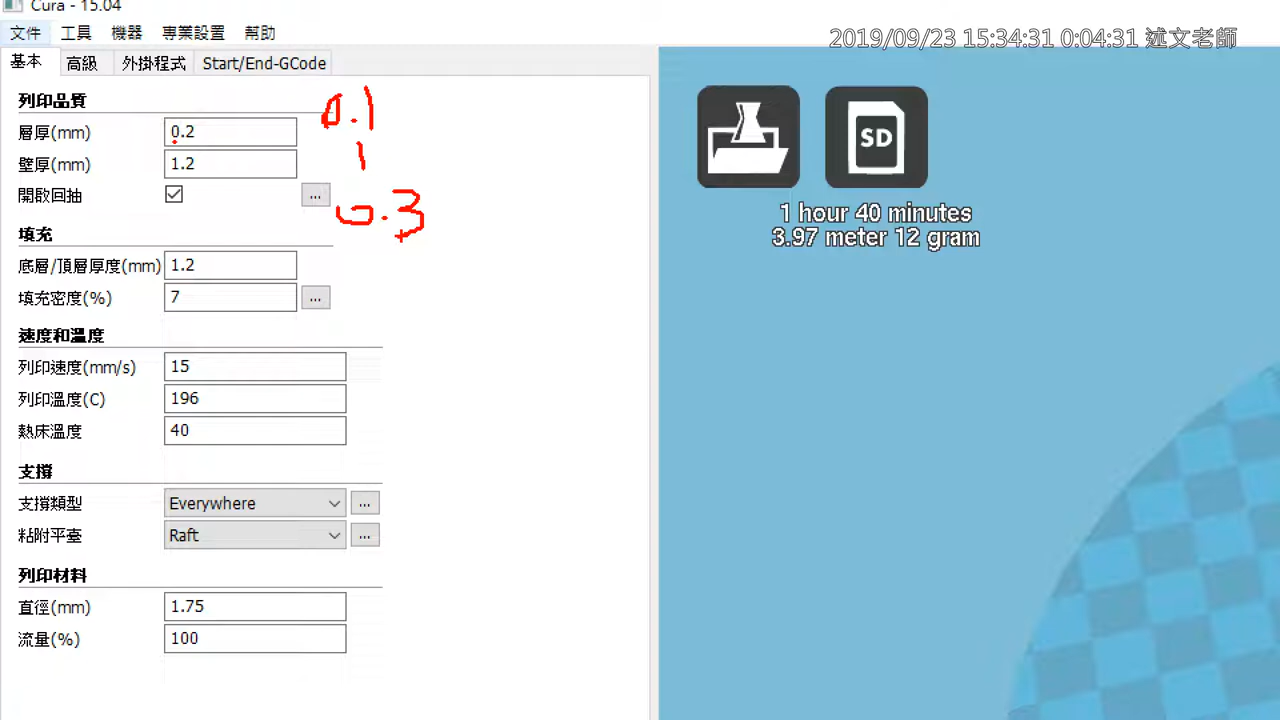 Cura - 15.04
文件 工具 機器 專業設置 幫助
2019/09/23 15:34:31 0:04:31 述文老師
基本 高級 外掛程式 Start/End-GCode
列印品質
層厚(mm) 0.2
0.1
壁厚(mm) 1.2
開啟回抽 ...
0.3
填充
底層/頂層厚度(mm) 1.2
填充密度(%) 7 ...
速度和溫度
列印速度(mm/s) 15
列印溫度(C) 196
熱床溫度 40
支撐
支撐類型 Everywhere ...
粘附平臺 Raft ...
列印材料
直徑(mm) 1.75
流量(%) 100
SD
1 hour 40 minutes
3.97 meter 12 gram